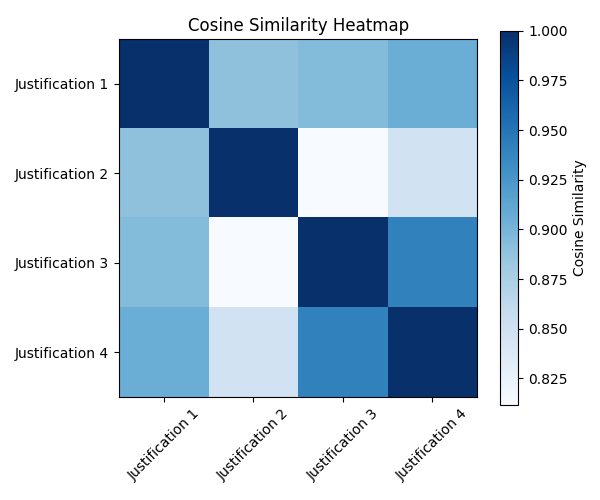 Cosine Similarity Heatmap
Justification 1
Justification 2
Justification 3
Justification 4
Justification 1
Justification 2
Justification 3
Justification 4
1.000
0.975
0.950
0.925
0.900
0.875
0.850
0.825
Cosine Similarity